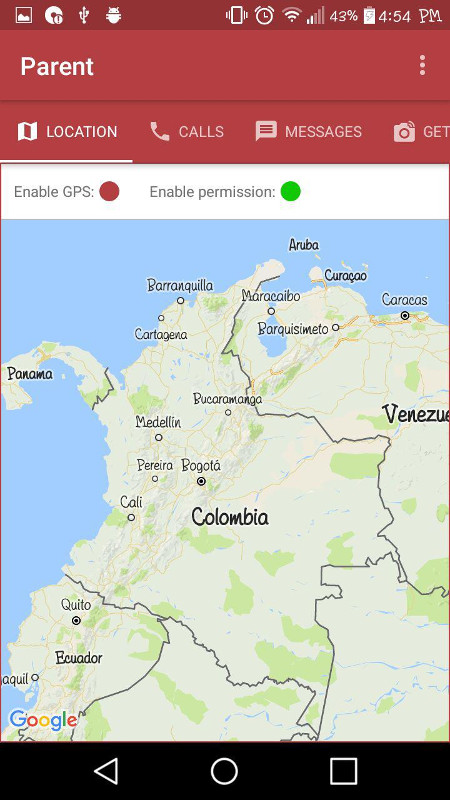 43% 4:54 PM
Parent
LOCATION CALLS MESSAGES GET
Enable GPS: Enable permission:
Aruba
Curaçao
Barranquilla
Maracaibo
Caracas
Cartagena
Barquisimeto
Panama
Bucaramanga
Venezue
Medellín
Pereira Bogotá
Cali
Colombia
Quito
Ecuador
aquil
Google